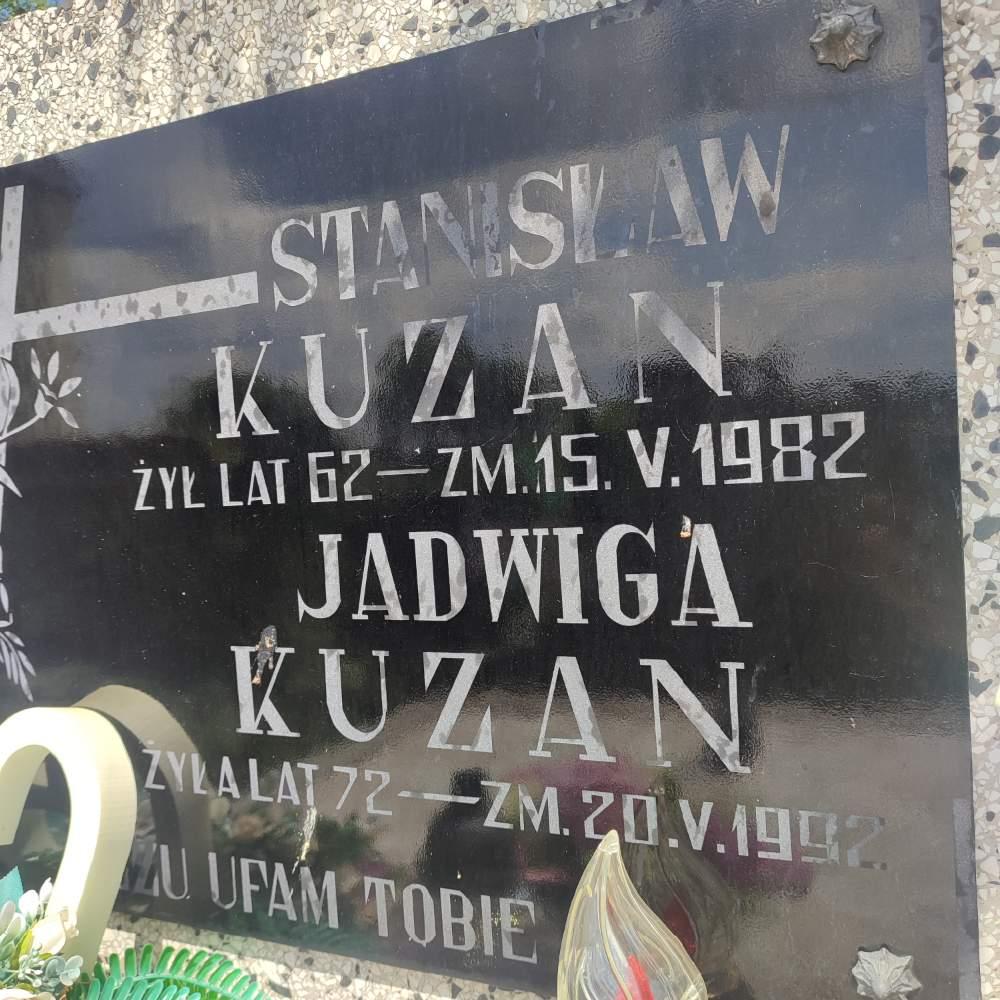 STANISŁAW
KUZAN
ŻYŁ LAT 62 — ZM. 15. V. 1982
JADWIGA
KUZAN
ŻYŁA LAT 72 — ZM. 20. V. 1992
UFAM TOBIE